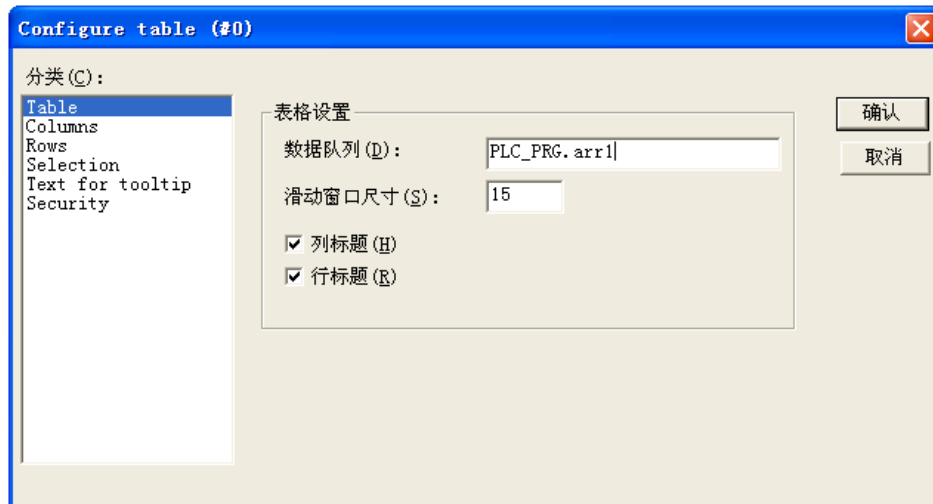 Configure table (#0)
分类(C):
Table
Columns
Rows
Selection
Text for tooltip
Security
表格设置
数据队列(D):
PLC_PRG.arr1
滑动窗口尺寸(S):
15
列标题(H)
行标题(R)
确认
取消